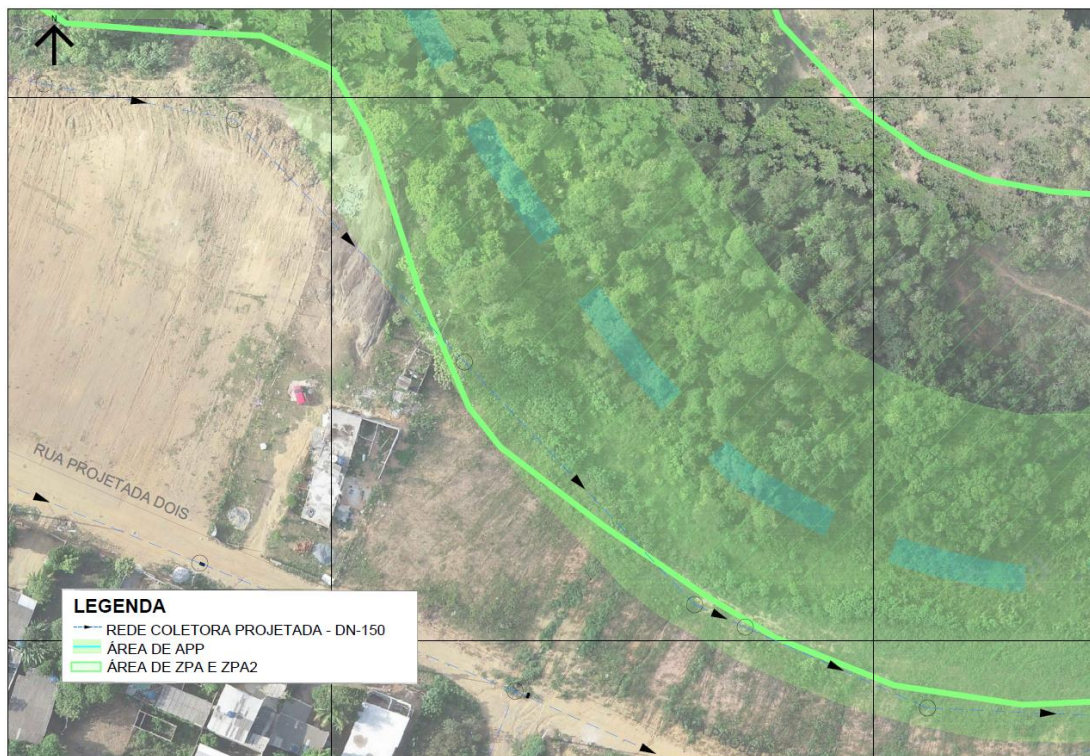 N
RUA PROJETADA DOIS
LEGENDA
REDE COLETORA PROJETADA - DN-150
ÁREA DE APP
ÁREA DE ZPA E ZPA2